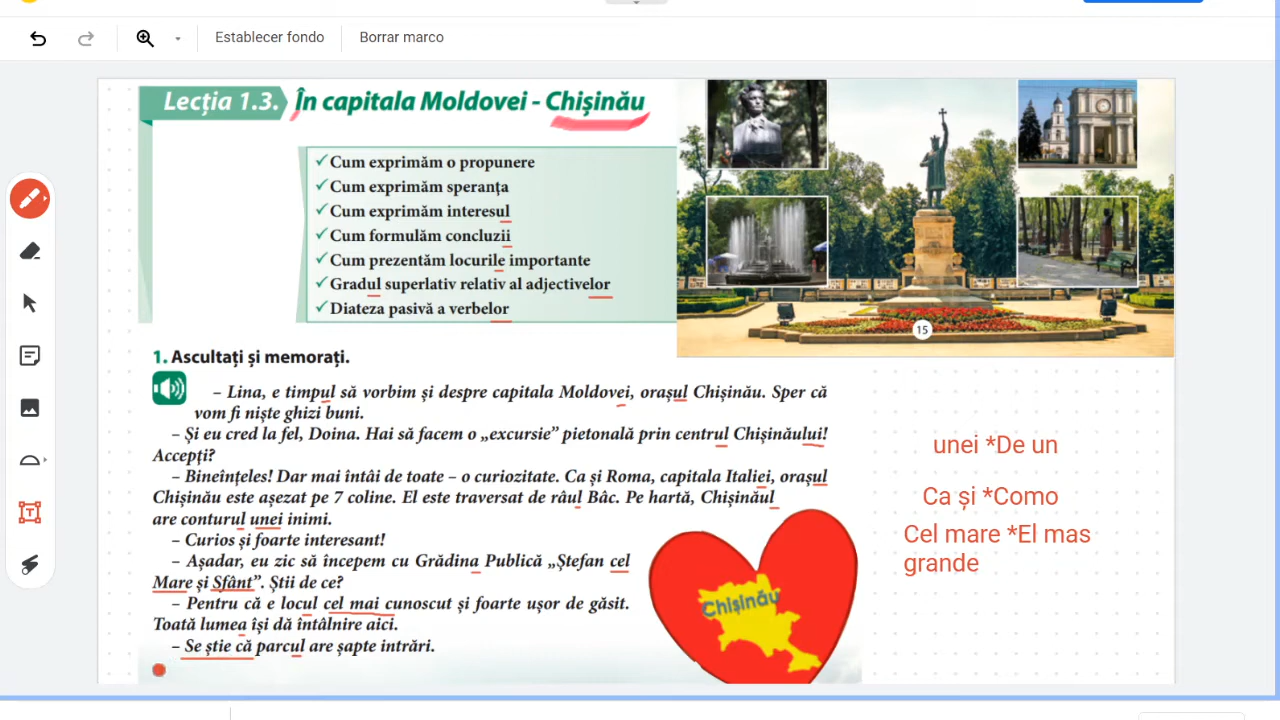 Establecer fondo
Borrar marco
Lecția 1.3. În capitala Moldovei - Chișinău
✓ Cum exprimăm o propunere
✓ Cum exprimăm speranța
✓ Cum exprimăm interesul
✓ Cum formulăm concluzii
✓ Cum prezentăm locurile importante
✓ Gradul superlativ relativ al adjectivelor
✓ Diateza pasivă a verbelor
15
1. Ascultați și memorați.
– Lina, e timpul să vorbim și despre capitala Moldovei, orașul Chișinău. Sper că
vom fi niște ghizi buni.
– Și eu cred la fel, Doina. Hai să facem o „excursie” pietonală prin centrul Chișinăului!
Accepți?
– Bineînțeles! Dar mai întâi de toate – o curiozitate. Ca și Roma, capitala Italiei, orașul
Chișinău este așezat pe 7 coline. El este traversat de râul Bâc. Pe hartă, Chișinăul
are conturul unei inimi.
– Curios și foarte interesant!
– Așadar, eu zic să începem cu Grădina Publică „Ștefan cel
Mare și Sfânt”. Știi de ce?
– Pentru că e locul cel mai cunoscut și foarte ușor de găsit.
Toată lumea își dă întâlnire aici.
– Se știe că parcul are șapte intrări.
Chișinău
unei *De un
Ca și *Como
Cel mare *El mas
grande